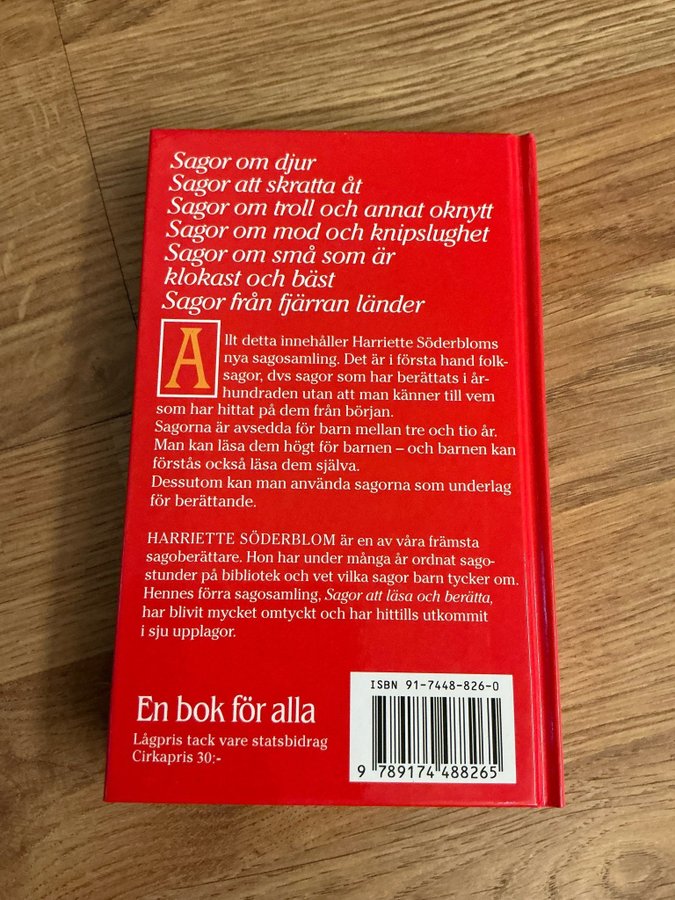 Sagor om djur
Sagor att skratta åt
Sagor om troll och annat oknytt
Sagor om mod och knipslughet
Sagor om små som är
klokast och bäst
Sagor från fjärran länder
Allt detta innehåller Harriette Söderbloms
nya sagosamling. Det är i första hand folk-
sagor, dvs sagor som har berättats i år-
hundraden utan att man känner till vem
som har hittat på dem från början.
Sagorna är avsedda för barn mellan tre och tio år.
Man kan läsa dem högt för barnen – och barnen kan
förstås också läsa dem själva.
Dessutom kan man använda sagorna som underlag
för berättande.
HARRIETTE SÖDERBLOM är en av våra främsta
sagoberättare. Hon har under många år ordnat sago-
stunder på bibliotek och vet vilka sagor barn tycker om.
Hennes förra sagosamling, Sagor att läsa och berätta,
har blivit mycket omtyckt och har hittills utkommit
i sju upplagor.
ISBN 91-7448-826-0
En bok för alla
Lågpris tack vare statsbidrag
Cirkapris 30:-
9 789174 488265